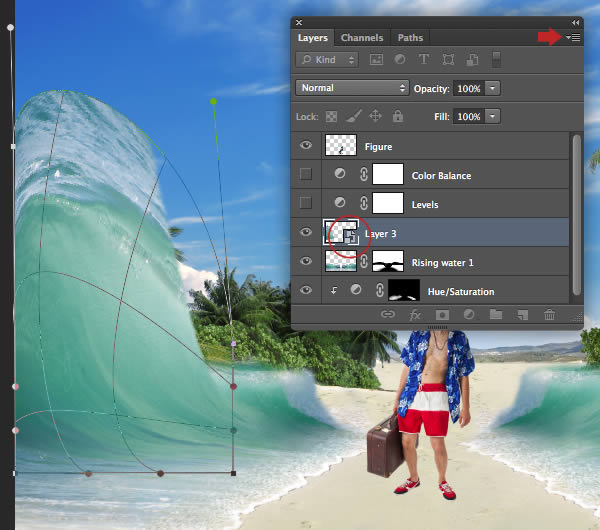 Layers Channels Paths
Kind
Normal Opacity: 100%
Lock: Fill: 100%
Figure
Color Balance
Levels
Layer 3
Rising water 1
Hue/Saturation
fx